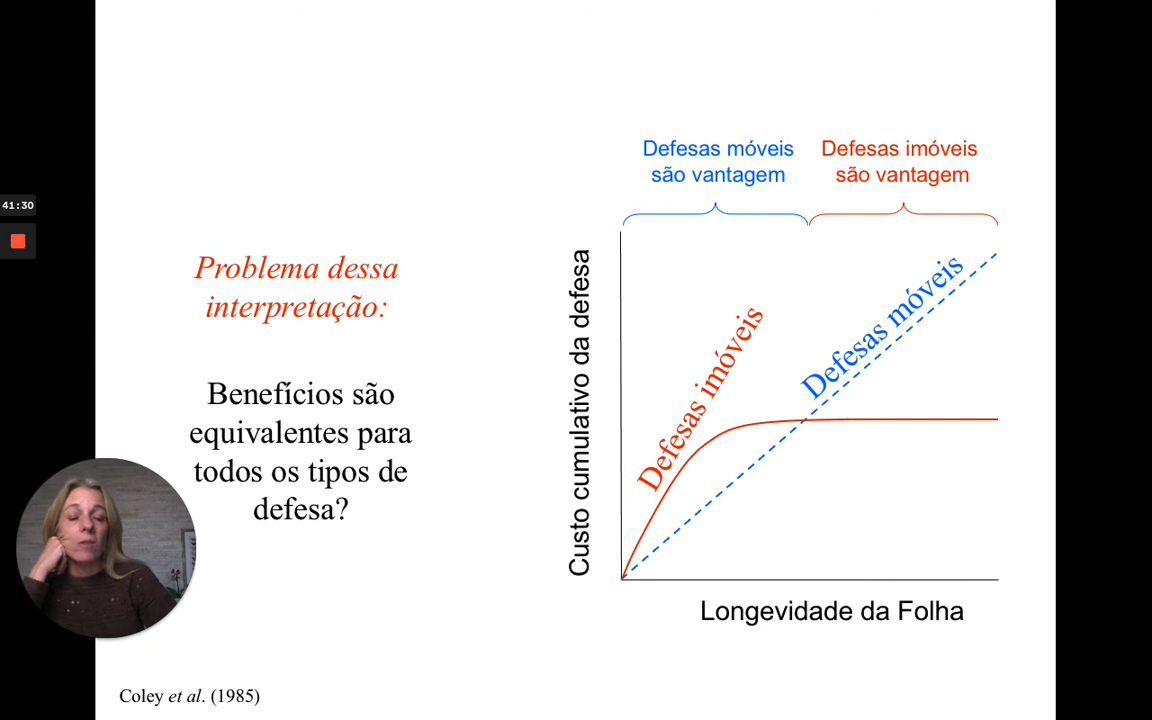 Defesas móveis
são vantagem
Defesas imóveis
são vantagem
41:30
Problema dessa
interpretação:
Benefícios são
equivalentes para
todos os tipos de
defesa?
Custo cumulativo da defesa
Defesas imóveis
Defesas móveis
Longevidade da Folha
Coley et al. (1985)